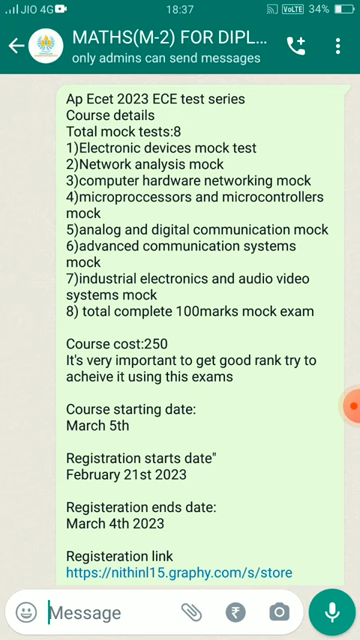 JIO 4G
18:37
VoLTE
34%
MATHS(M-2) FOR DIPL...
only admins can send messages
Ap Ecet 2023 ECE test series
Course details
Total mock tests:8
1)Electronic devices mock test
2)Network analysis mock
3)computer hardware networking mock
4)microproccessors and microcontrollers
mock
5)analog and digital communication mock
6)advanced communication systems
mock
7)industrial electronics and audio video
systems mock
8) total complete 100marks mock exam
Course cost:250
It's very important to get good rank try to
acheive it using this exams
Course starting date:
March 5th
Registration starts date"
February 21st 2023
Registeration ends date:
March 4th 2023
Registeration link
https://nithinl15.graphy.com/s/store
Message
₹